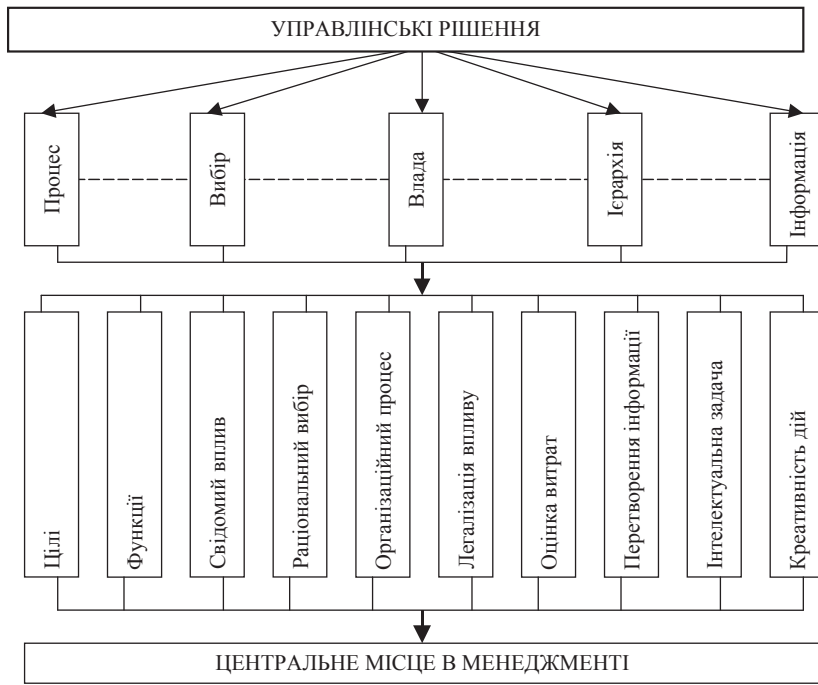 УПРАВЛІНСЬКІ РІШЕННЯ
Процес
Вибір
Влада
Ієрархія
Інформація
Цілі
Функції
Свідомий вплив
Раціональний вибір
Організаційний процес
Легалізація впливу
Оцінка витрат
Перетворення інформації
Інтелектуальна задача
Креативність дій
ЦЕНТРАЛЬНЕ МІСЦЕ В МЕНЕДЖМЕНТІ